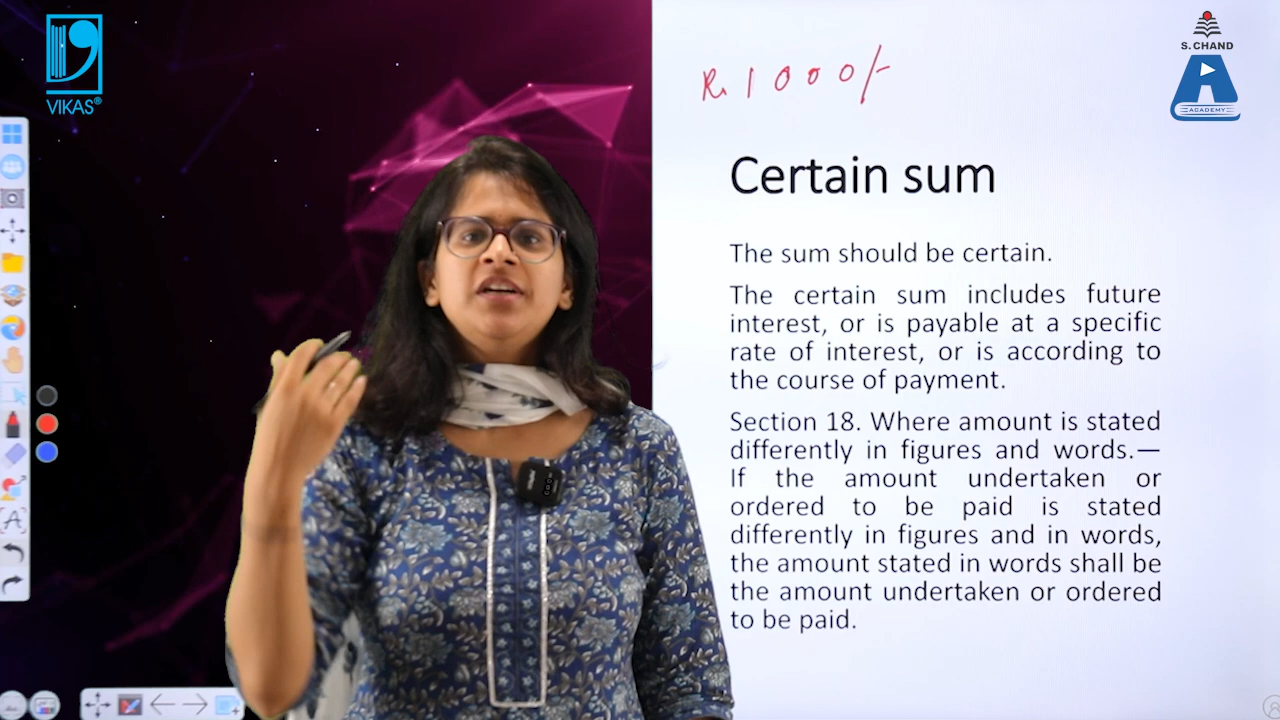 VIKAS®
S. CHAND
ACADEMY
Rs 1000/-
Certain sum
The sum should be certain.
The certain sum includes future
interest, or is payable at a specific
rate of interest, or is according to
the course of payment.
Section 18. Where amount is stated
differently in figures and words.—
If the amount undertaken or
ordered to be paid is stated
differently in figures and in words,
the amount stated in words shall be
the amount undertaken or ordered
to be paid.